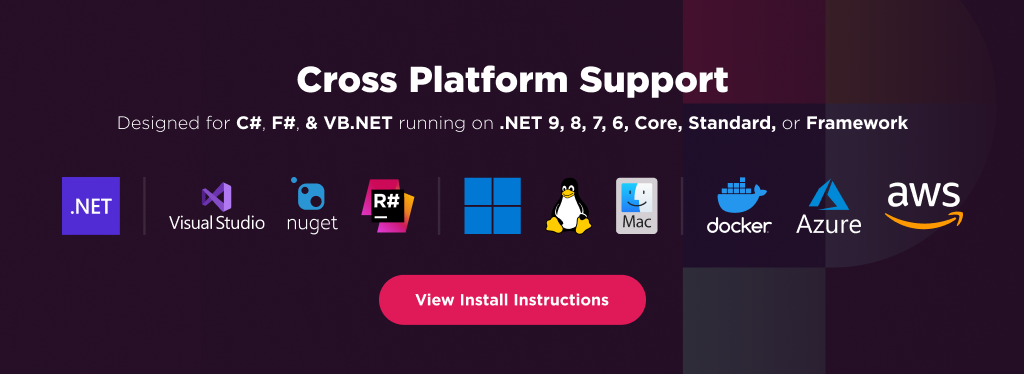 Cross Platform Support
Designed for C#, F#, & VB.NET running on .NET 9, 8, 7, 6, Core, Standard, or Framework
.NET
Visual Studio
nuget
R#
Mac
docker
Azure
aws
View Install Instructions